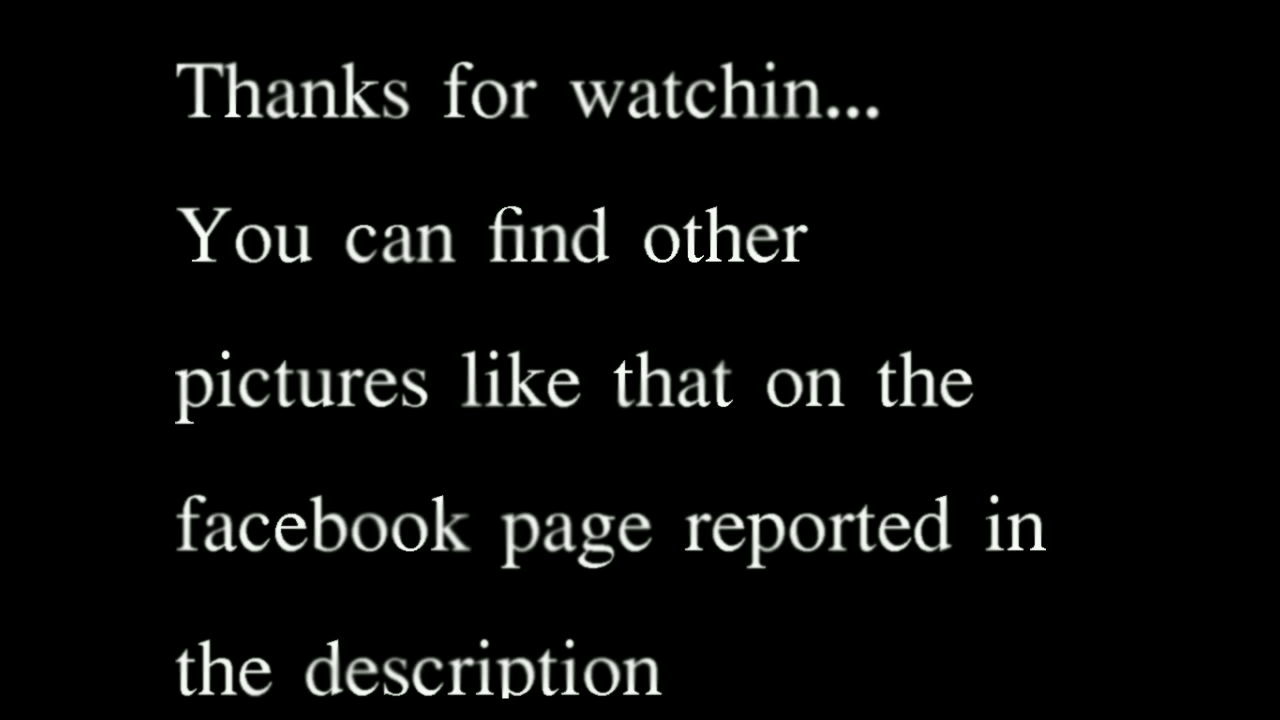 Thanks for watchin...
You can find other
pictures like that on the
facebook page reported in
the description